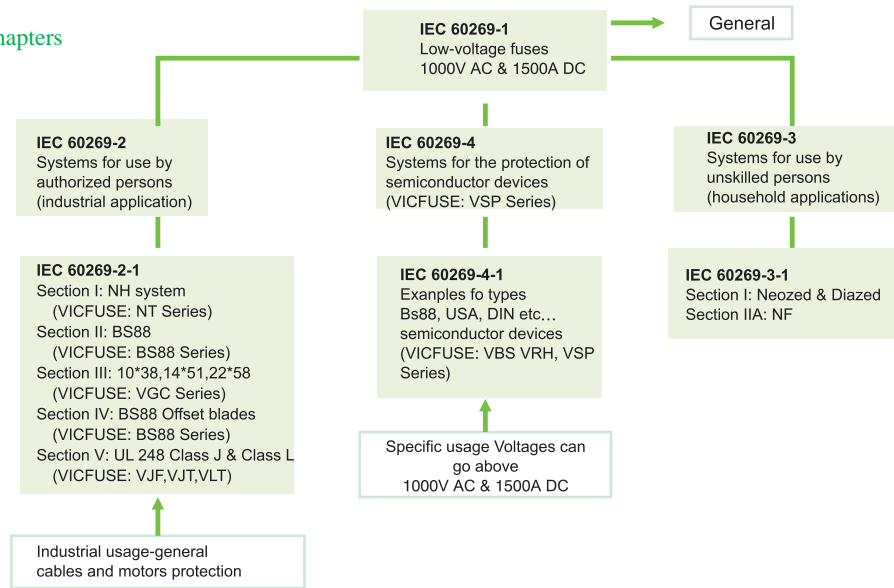 hapters
IEC 60269-1
Low-voltage fuses
1000V AC & 1500A DC
General
IEC 60269-2
Systems for use by
authorized persons
(industrial application)
IEC 60269-4
Systems for the protection of
semiconductor devices
(VICFUSE: VSP Series)
IEC 60269-3
Systems for use by
unskilled persons
(household applications)
IEC 60269-2-1
Section I: NH system
(VICFUSE: NT Series)
Section II: BS88
(VICFUSE: BS88 Series)
Section III: 10*38,14*51,22*58
(VICFUSE: VGC Series)
Section IV: BS88 Offset blades
(VICFUSE: BS88 Series)
Section V: UL 248 Class J & Class L
(VICFUSE: VJF,VJT,VLT)
IEC 60269-4-1
Exanples fo types
Bs88, USA, DIN etc…
semiconductor devices
(VICFUSE: VBS VRH, VSP
Series)
IEC 60269-3-1
Section I: Neozed & Diazed
Section IIA: NF
Specific usage Voltages can
go above
1000V AC & 1500A DC
Industrial usage-general
cables and motors protection